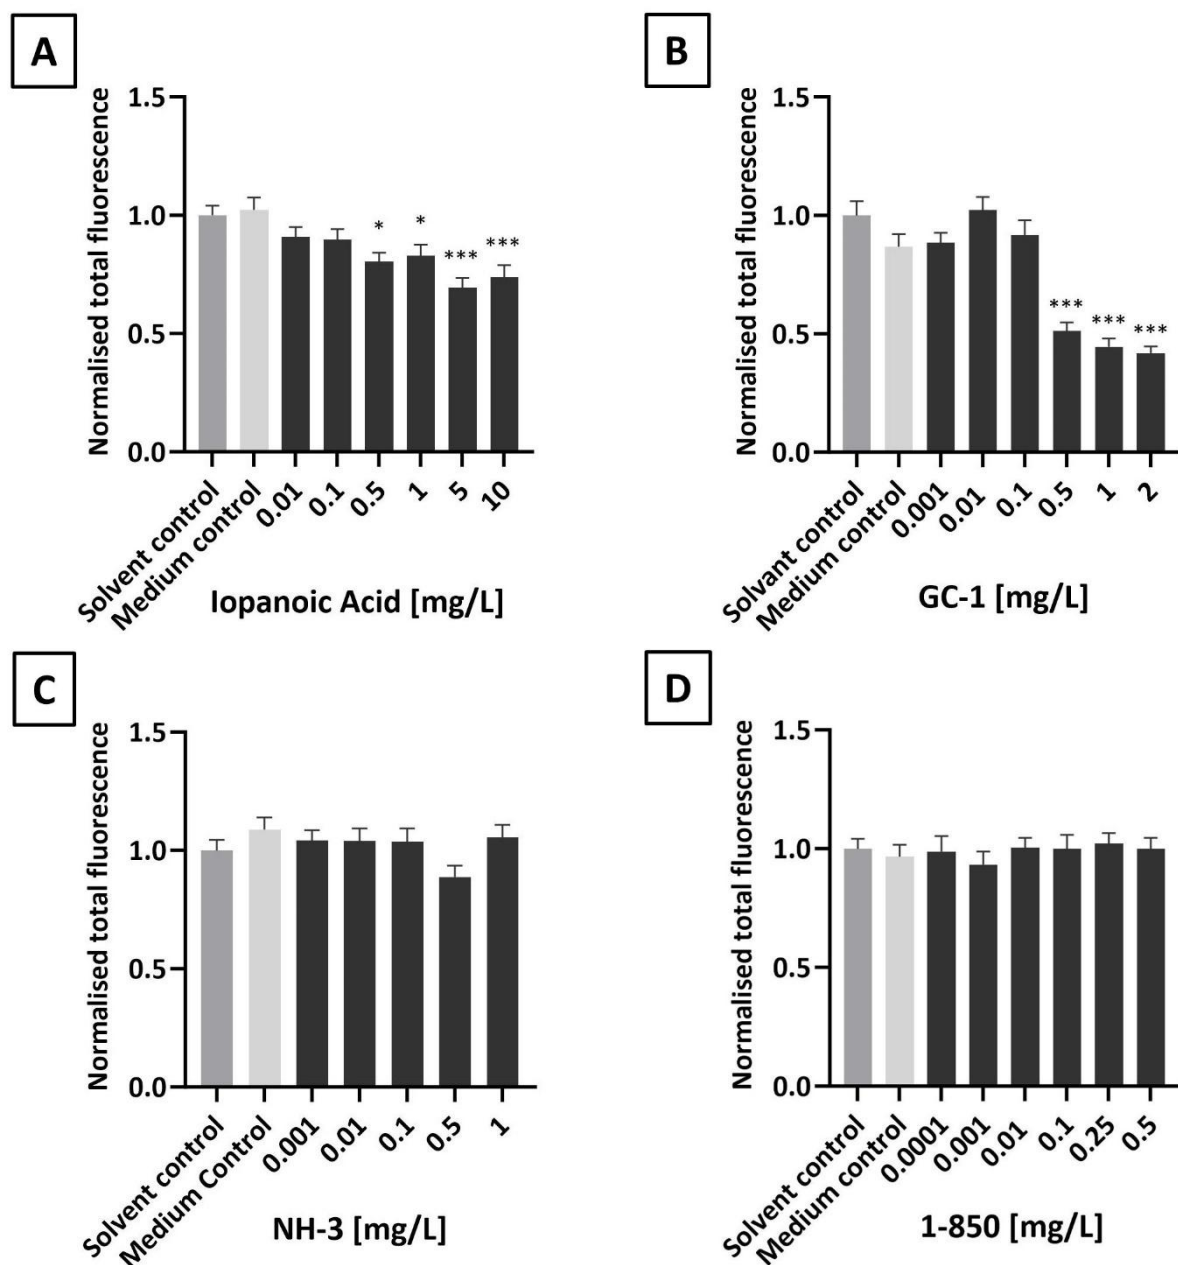 A
Normalised total fluorescence
1.5
1.0
0.5
0.0
* * *** ***
Solvent control
Medium control
0.01
0.1
0.5
1
5
10
Iopanoic Acid [mg/L]
B
Normalised total fluorescence
1.5
1.0
0.5
0.0
*** *** ***
Solvant control
Medium control
0.001
0.01
0.1
0.5
1
2
GC-1 [mg/L]
C
Normalised total fluorescence
1.5
1.0
0.5
0.0
Solvent control
Medium Control
0.001
0.01
0.1
0.5
1
NH-3 [mg/L]
D
Normalised total fluorescence
1.5
1.0
0.5
0.0
Solvent control
Medium control
0.0001
0.001
0.01
0.1
0.25
0.5
1-850 [mg/L]